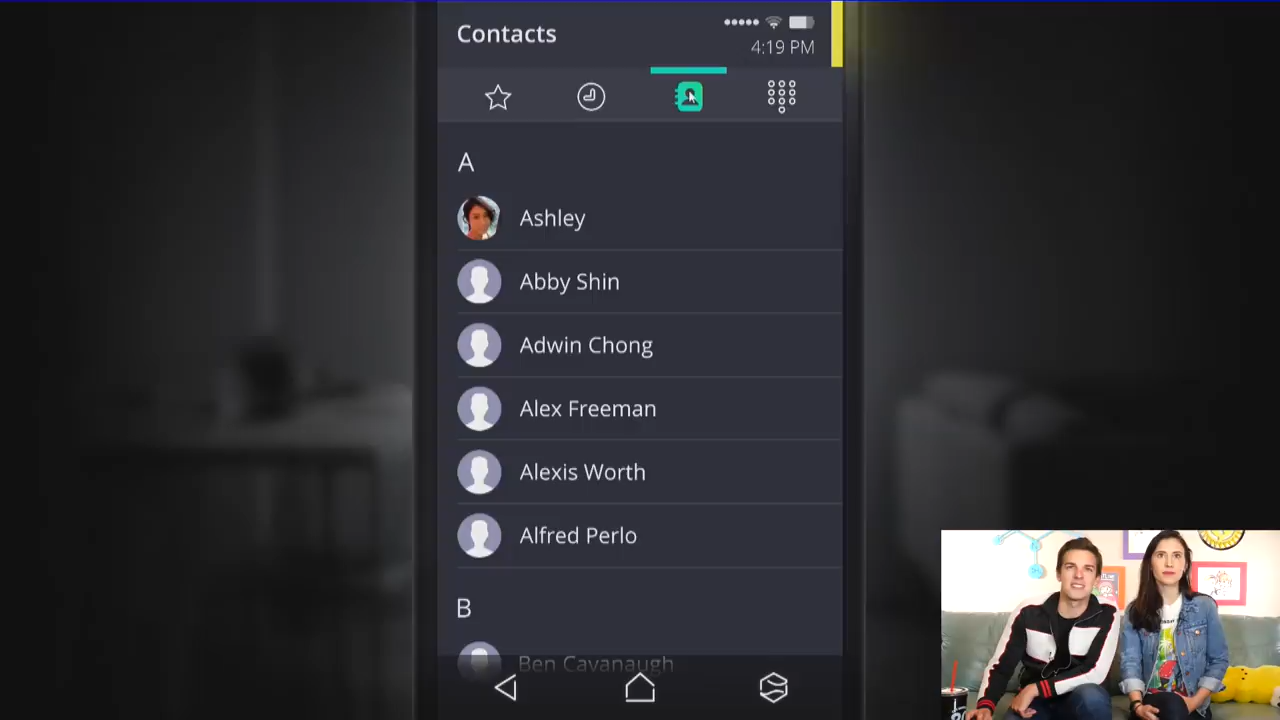 Contacts
4:19 PM
A
Ashley
Abby Shin
Adwin Chong
Alex Freeman
Alexis Worth
Alfred Perlo
B
Ben Cavanaugh